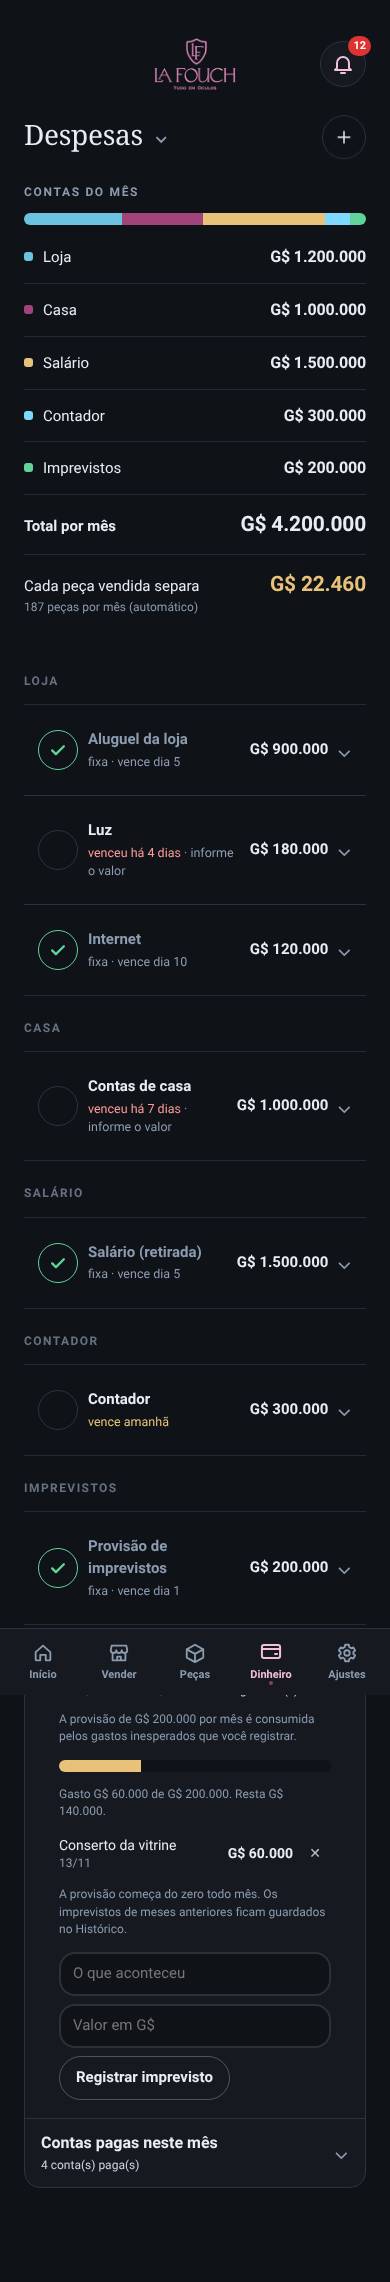 LF
LA FOUCH
TUDO EM ÓCULOS
12
Despesas
CONTAS DO MÊS
Loja G$ 1.200.000
Casa G$ 1.000.000
Salário G$ 1.500.000
Contador G$ 300.000
Imprevistos G$ 200.000
Total por mês G$ 4.200.000
Cada peça vendida separa G$ 22.460
187 peças por mês (automático)
LOJA
Aluguel da loja G$ 900.000
fixa · vence dia 5
Luz G$ 180.000
venceu há 4 dias · informe
o valor
Internet G$ 120.000
fixa · vence dia 10
CASA
Contas de casa G$ 1.000.000
venceu há 7 dias ·
informe o valor
SALÁRIO
Salário (retirada) G$ 1.500.000
fixa · vence dia 5
CONTADOR
Contador G$ 300.000
vence amanhã
IMPREVISTOS
Provisão de
imprevistos G$ 200.000
fixa · vence dia 1
Início Vender Peças Dinheiro Ajustes
A provisão de G$ 200.000 por mês é consumida
pelos gastos inesperados que você registrar.
Gasto G$ 60.000 de G$ 200.000. Resta G$
140.000.
Conserto da vitrine G$ 60.000 ×
13/11
A provisão começa do zero todo mês. Os
imprevistos de meses anteriores ficam guardados
no Histórico.
O que aconteceu
Valor em G$
Registrar imprevisto
Contas pagas neste mês
4 conta(s) paga(s)